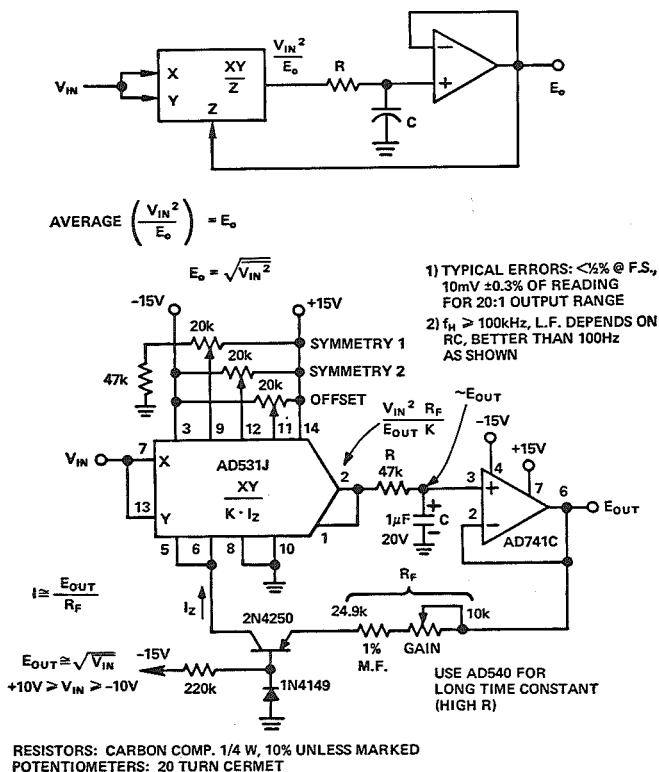 V_IN
X
Y
XY
Z
Z
V_IN²
E_o
R
C
−
+
E_o
AVERAGE (V_IN² / E_o) = E_o
E_o = √V_IN²
−15V
+15V
1) TYPICAL ERRORS: <½% @ F.S.,
10mV ±0.3% OF READING
FOR 20:1 OUTPUT RANGE
2) f_H ≥ 100kHz, L.F. DEPENDS ON
RC, BETTER THAN 100Hz
AS SHOWN
20k
SYMMETRY 1
47k
20k
SYMMETRY 2
20k
OFFSET
3 9 12 11 14
V_IN² R_F
E_OUT K
~E_OUT
−15V
+15V
V_IN
7
X
13
Y
AD531J
XY
K · I_Z
2
1
R
47k
+
1μF
20V
−
C
3
+
2
−
4
7
6
E_OUT
AD741C
5 6 8 10
I ≅ E_OUT
R_F
I_Z
2N4250
R_F
24.9k
10k
1%
M.F.
GAIN
E_OUT ≅ √V_IN
+10V ≥ V_IN ≥ −10V
−15V
220k
1N4149
USE AD540 FOR
LONG TIME CONSTANT
(HIGH R)
RESISTORS: CARBON COMP. 1/4 W, 10% UNLESS MARKED
POTENTIOMETERS: 20 TURN CERMET